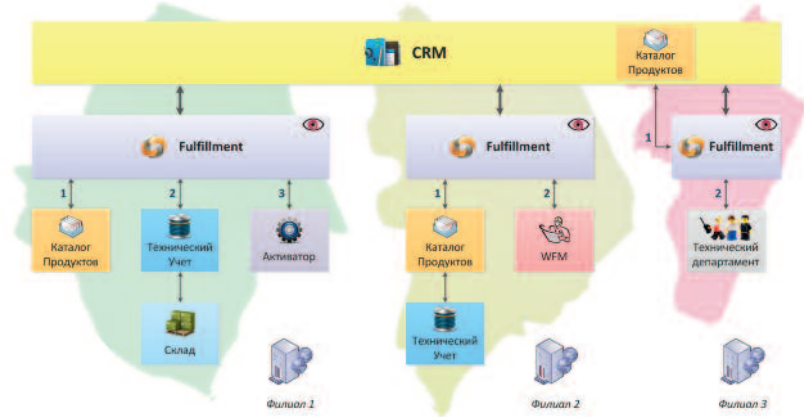 CRM
Каталог
Продуктов
Fulfillment
Fulfillment
1
Fulfillment
1
2
3
1
2
2
Каталог
Продуктов
Технический
Учет
Активатор
Каталог
Продуктов
WFM
Технический
департамент
Склад
Технический
Учет
Филиал 1
Филиал 2
Филиал 3